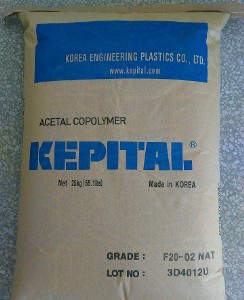 KOREA ENGINEERING PLASTICS CO., LTD.
www.kepital.com
ACETAL COPOLYMER
KEPITAL®
Net 25kg(55.1lbs) Made in KOREA
GRADE : F20-02 NAT
LOT NO : 3D4012U